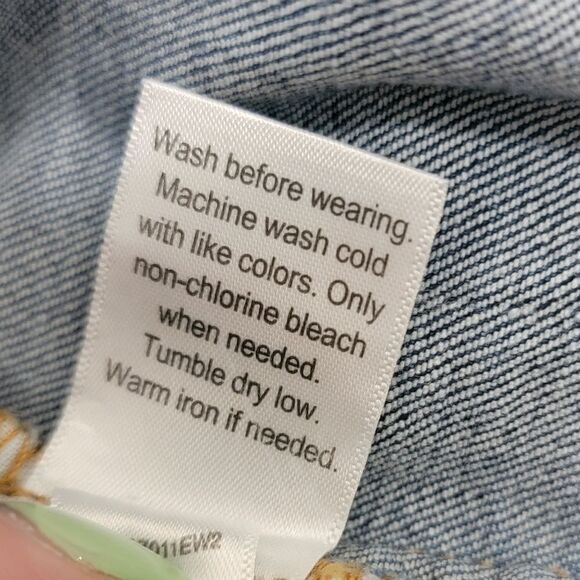 Wash before wearing.
Machine wash cold
with like colors. Only
non-chlorine bleach
when needed.
Tumble dry low.
Warm iron if needed.